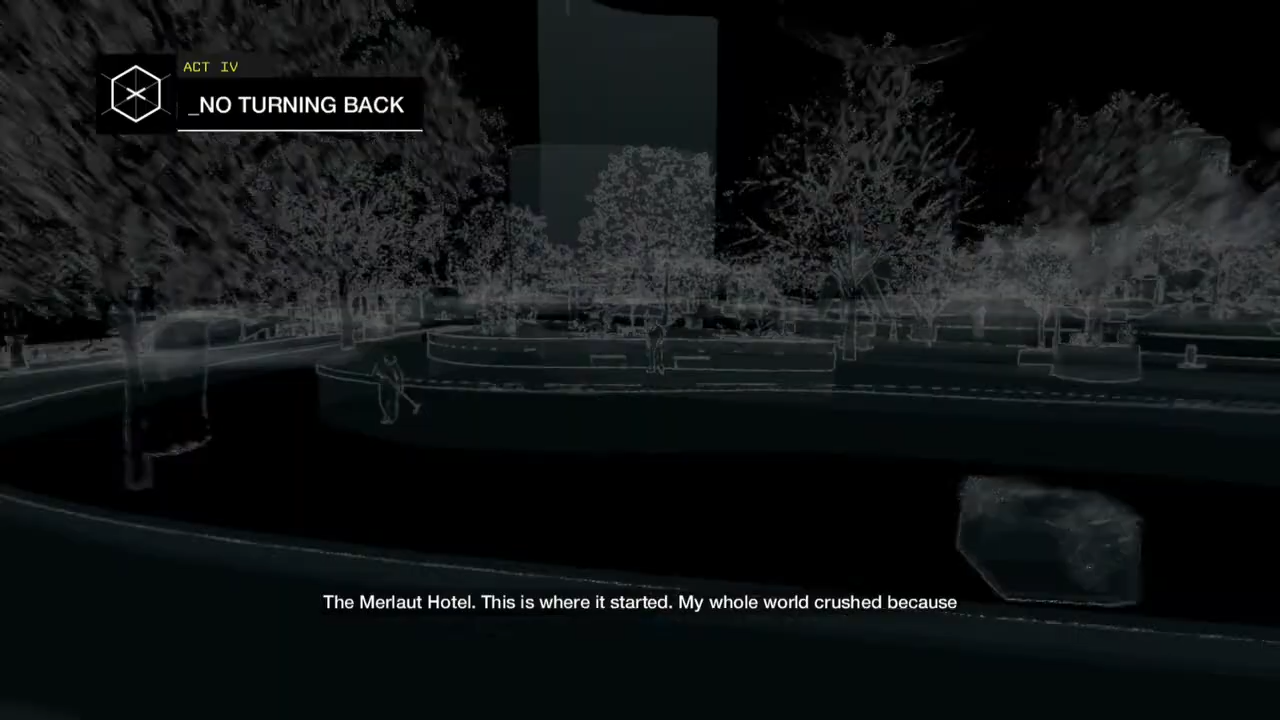 ACT IV
_NO TURNING BACK
The Merlaut Hotel. This is where it started. My whole world crushed because